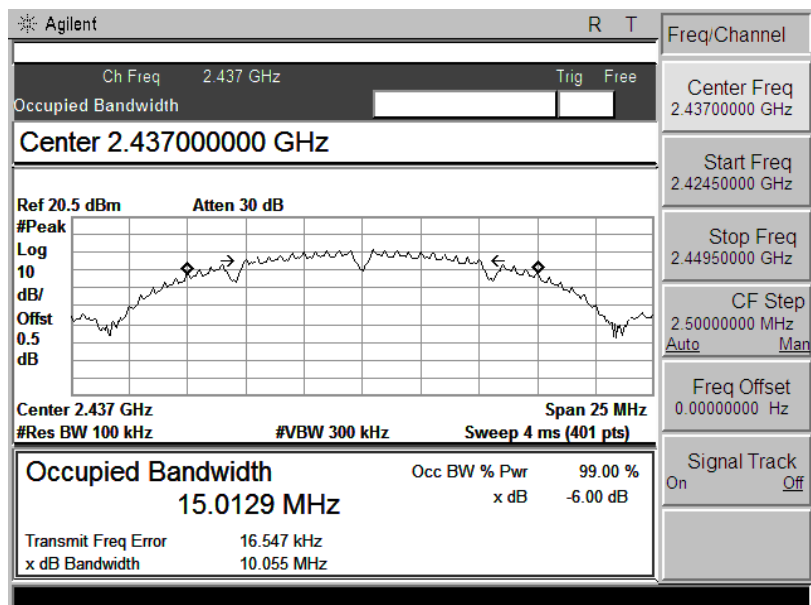 Agilent R T
Freq/Channel
Ch Freq 2.437 GHz Trig Free
Occupied Bandwidth
Center 2.437000000 GHz
Ref 20.5 dBm Atten 30 dB
#Peak
Log
10
dB/
Offst
0.5
dB
Center 2.437 GHz Span 25 MHz
#Res BW 100 kHz #VBW 300 kHz Sweep 4 ms (401 pts)
Occupied Bandwidth Occ BW % Pwr 99.00 %
15.0129 MHz x dB -6.00 dB
Transmit Freq Error 16.547 kHz
x dB Bandwidth 10.055 MHz
Center Freq
2.43700000 GHz
Start Freq
2.42450000 GHz
Stop Freq
2.44950000 GHz
CF Step
2.50000000 MHz
Auto Man
Freq Offset
0.00000000 Hz
Signal Track
On Off